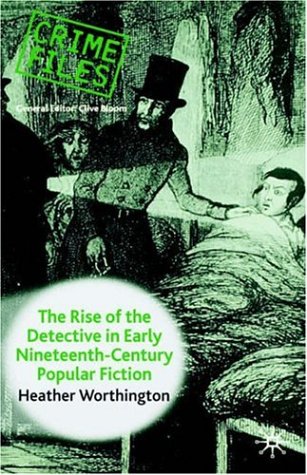 CRIME
FILES
General Editor: Clive Bloom
The Rise of the
Detective in Early
Nineteenth-Century
Popular Fiction
Heather Worthington